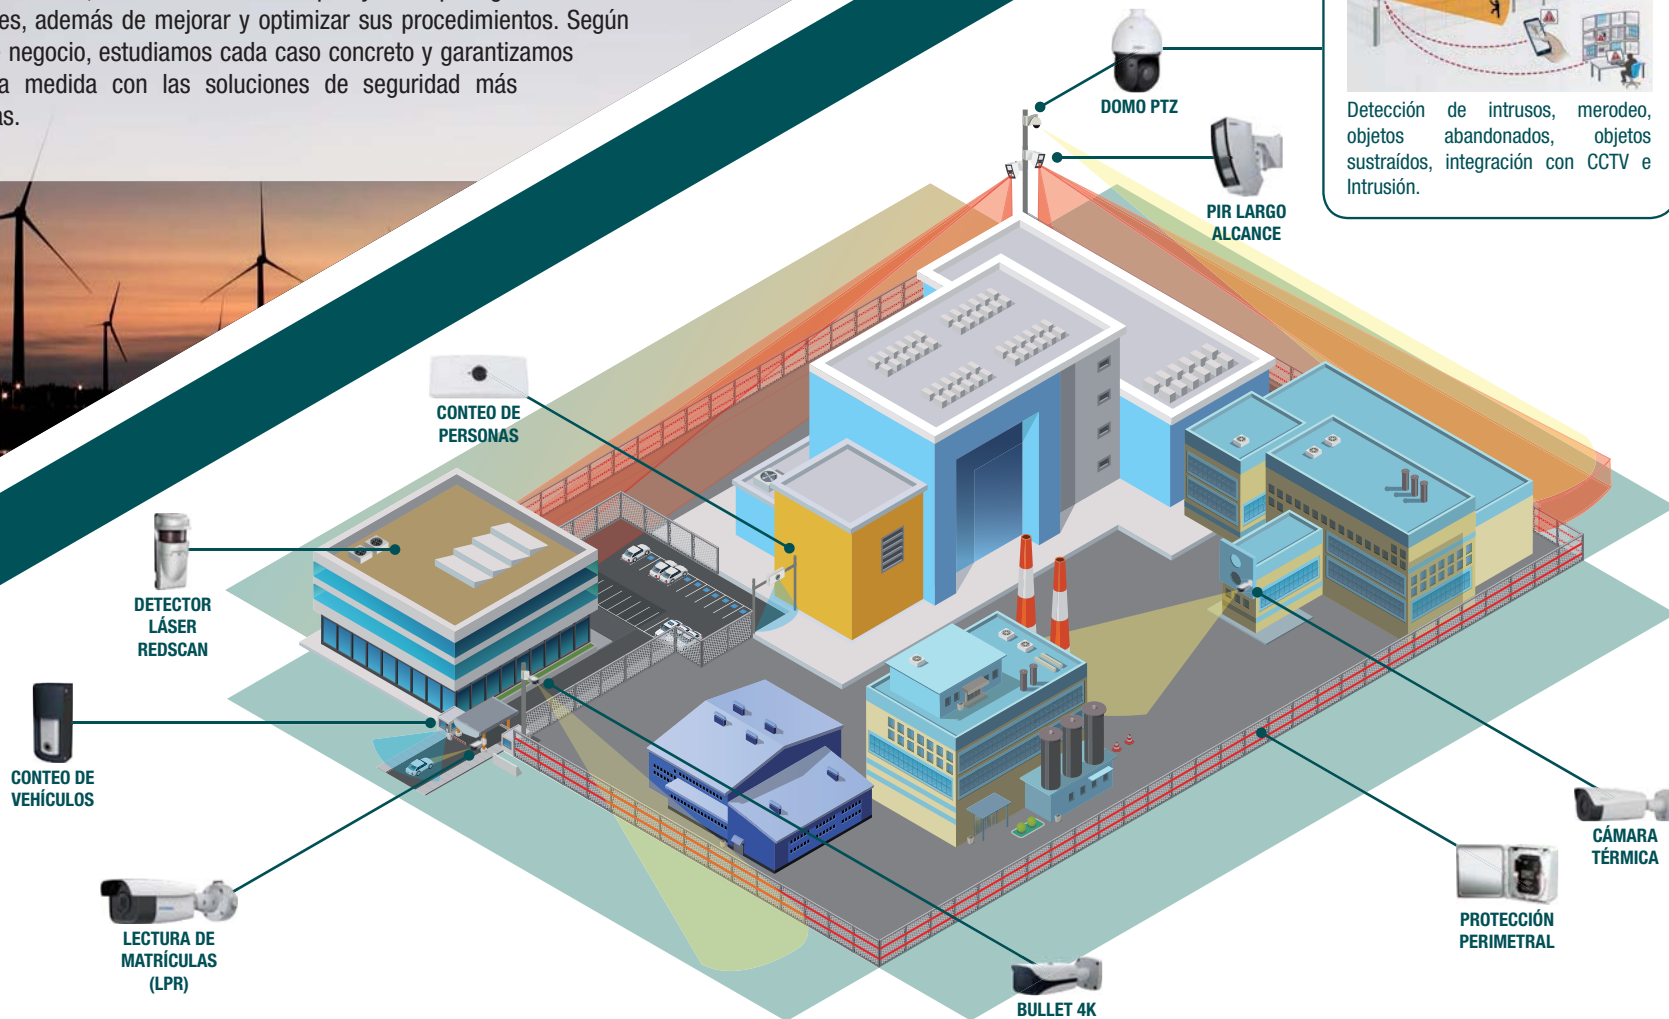 es, además de mejorar y optimizar sus procedimientos. Según
negocio, estudiamos cada caso concreto y garantizamos
a medida con las soluciones de seguridad más
as.
DOMO PTZ
PIR LARGO
ALCANCE
Detección de intrusos, merodeo,
objetos abandonados, objetos
sustraídos, integración con CCTV e
Intrusión.
CONTEO DE
PERSONAS
DETECTOR
LÁSER
REDSCAN
CONTEO DE
VEHÍCULOS
LECTURA DE
MATRÍCULAS
(LPR)
BULLET 4K
PROTECCIÓN
PERIMETRAL
CÁMARA
TÉRMICA